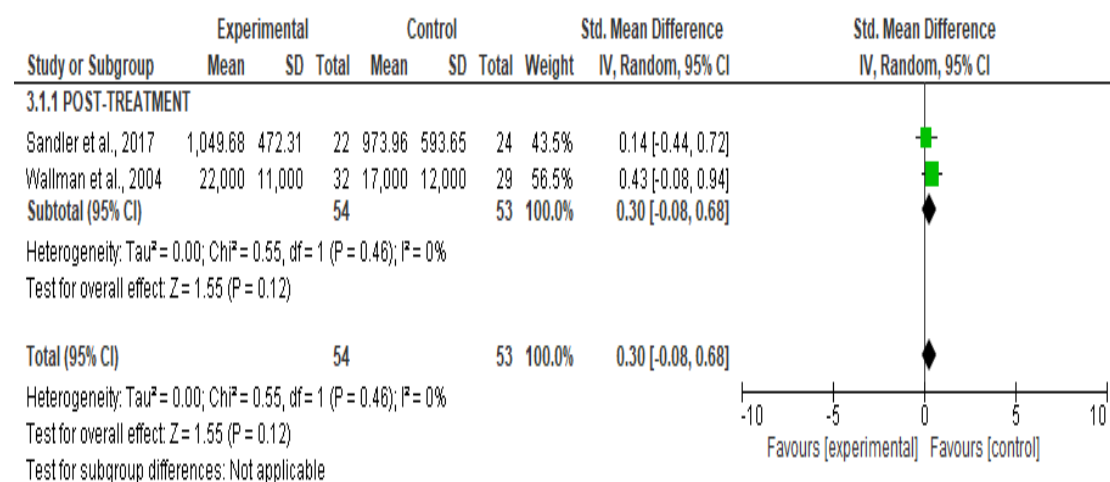 Experimental Control Std. Mean Difference Std. Mean Difference
Study or Subgroup Mean SD Total Mean SD Total Weight IV, Random, 95% CI IV, Random, 95% CI
3.1.1 POST-TREATMENT
Sandler et al., 2017 1,049.68 472.31 22 973.96 593.65 24 43.5% 0.14 [-0.44, 0.72]
Wallman et al., 2004 22,000 11,000 32 17,000 12,000 29 56.5% 0.43 [-0.08, 0.94]
Subtotal (95% CI) 54 53 100.0% 0.30 [-0.08, 0.68]
Heterogeneity: Tau² = 0.00; Chi² = 0.55, df = 1 (P = 0.46); I² = 0%
Test for overall effect: Z = 1.55 (P = 0.12)
Total (95% CI) 54 53 100.0% 0.30 [-0.08, 0.68]
Heterogeneity: Tau² = 0.00; Chi² = 0.55, df = 1 (P = 0.46); I² = 0%
Test for overall effect: Z = 1.55 (P = 0.12)
Test for subgroup differences: Not applicable
-10 -5 0 5 10
Favours [experimental] Favours [control]